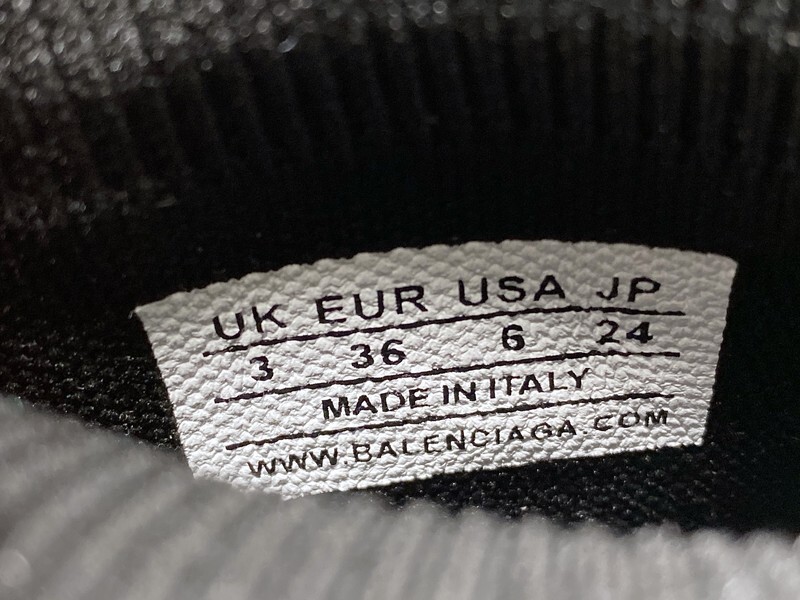 UK EUR USA JP
3 36 6 24
MADE IN ITALY
WWW.BALENCIAGA.COM